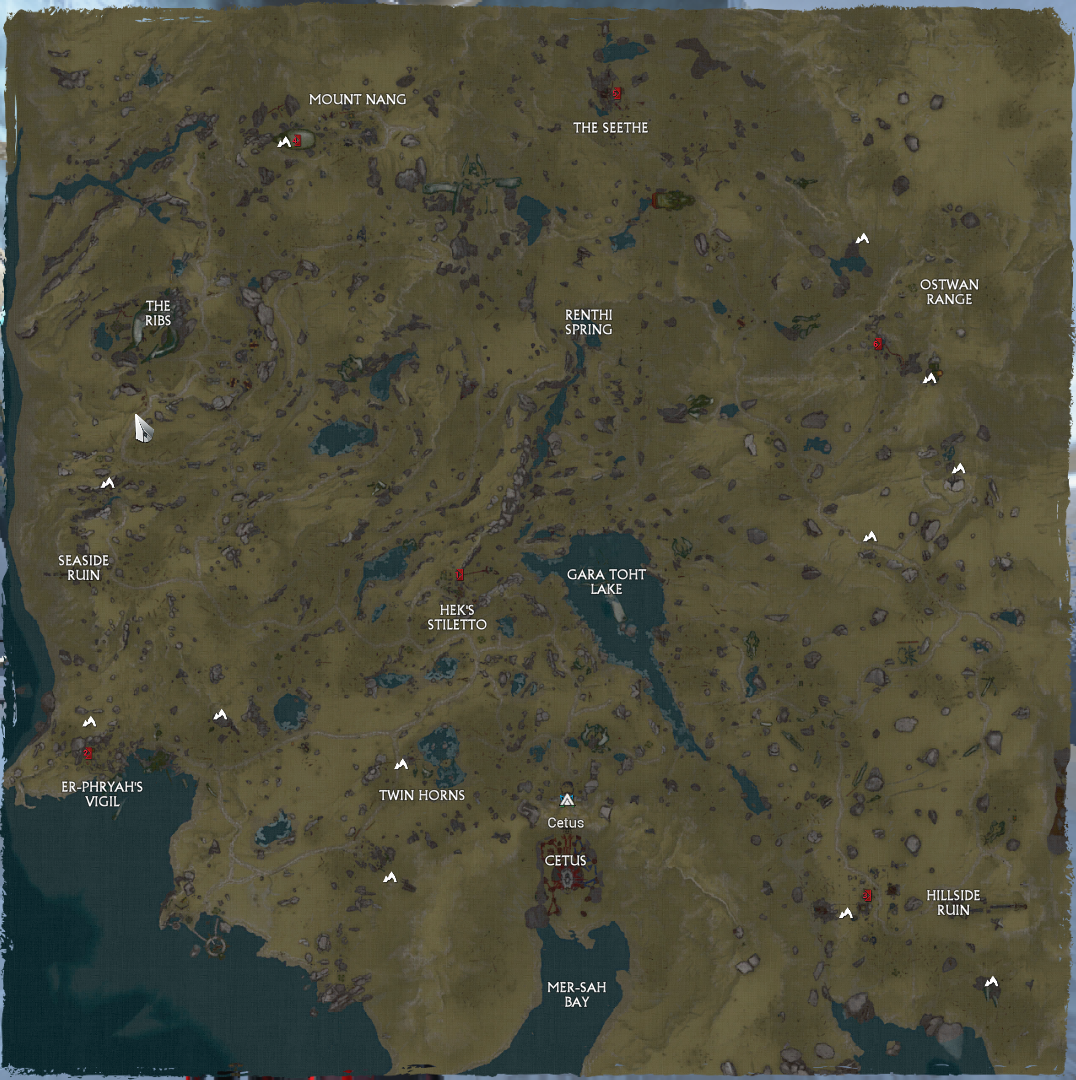 MOUNT NANG
THE SEETHE
OSTWAN
RANGE
THE
RIBS
RENTHI
SPRING
SEASIDE
RUIN
GARA TOHT
LAKE
HEK'S
STILETTO
ER-PHRYAH'S
VIGIL
TWIN HORNS
Cetus
CETUS
HILLSIDE
RUIN
MER-SAH
BAY